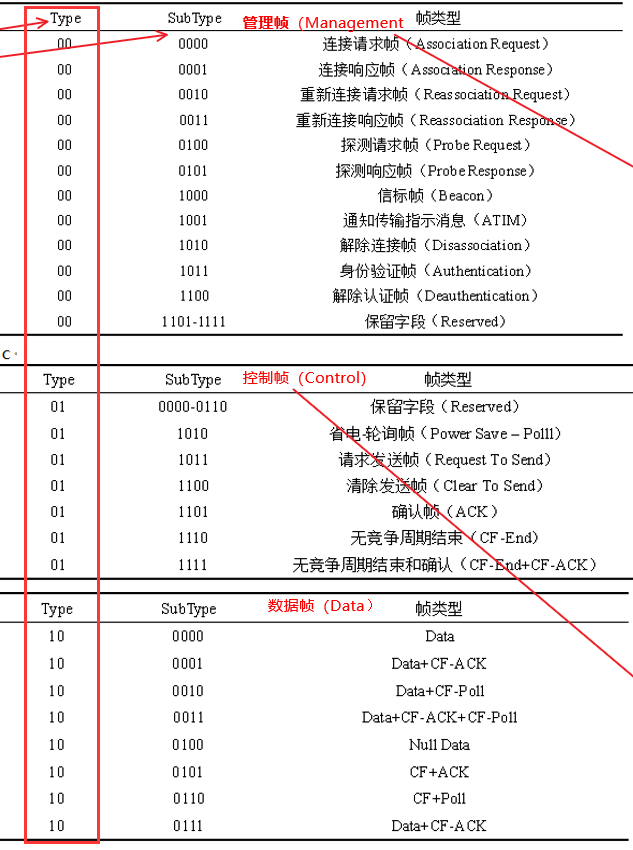 Type SubType 管理帧（Management 帧类型
00 0000 连接请求帧（Association Request）
00 0001 连接响应帧（Association Response）
00 0010 重新连接请求帧（Reassociation Request）
00 0011 重新连接响应帧（Reassociation Response）
00 0100 探测请求帧（Probe Request）
00 0101 探测响应帧（Probe Response）
00 1000 信标帧（Beacon）
00 1001 通知传输指示消息（ATIM）
00 1010 解除连接帧（Disassociation）
00 1011 身份验证帧（Authentication）
00 1100 解除认证帧（Deauthentication）
00 1101-1111 保留字段（Reserved）
C。
Type SubType 控制帧（Control） 帧类型
01 0000-0110 保留字段（Reserved）
01 1010 省电-轮询帧（Power Save – Polll）
01 1011 请求发送帧（Request To Send）
01 1100 清除发送帧（Clear To Send）
01 1101 确认帧（ACK）
01 1110 无竞争周期结束（CF-End）
01 1111 无竞争周期结束和确认（CF-End+CF-ACK）
Type SubType 数据帧（Data） 帧类型
10 0000 Data
10 0001 Data+CF-ACK
10 0010 Data+CF-Poll
10 0011 Data+CF-ACK+CF-Poll
10 0100 Null Data
10 0101 CF+ACK
10 0110 CF+Poll
10 0111 Data+CF-ACK